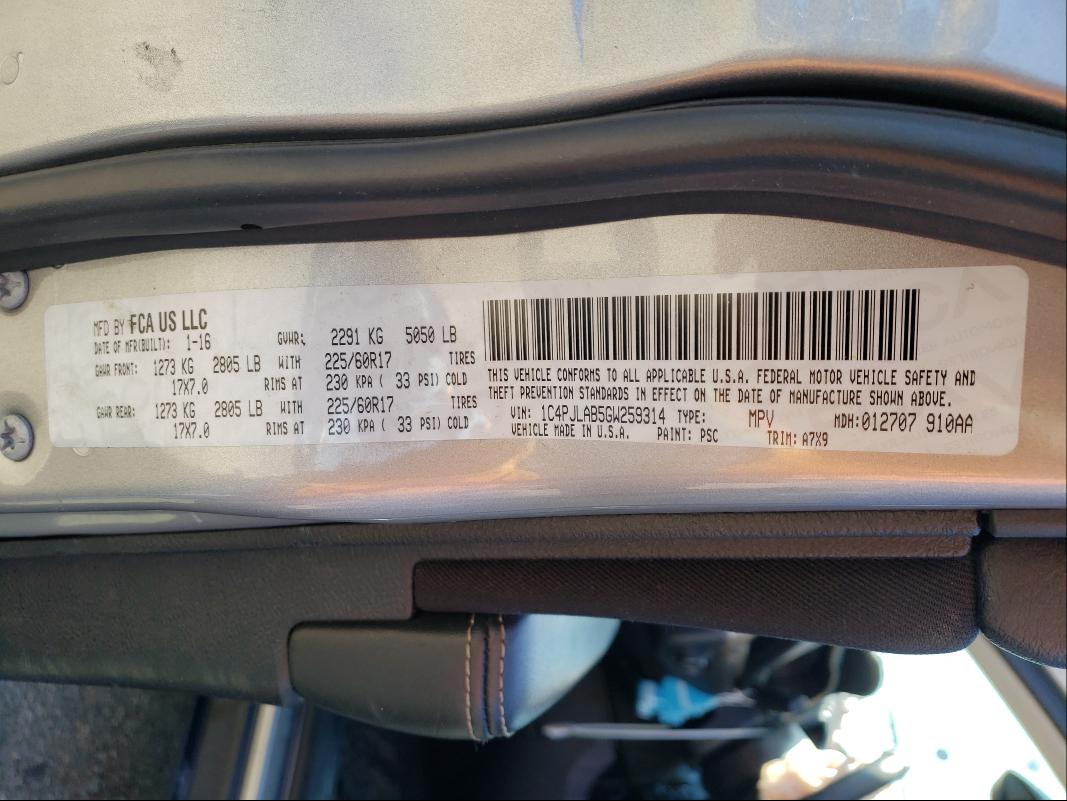 MFD BY FCA US LLC
DATE OF MFR(BUILT): 1-16 GVWR: 2291 KG 5050 LB
GAWR FRONT: 1273 KG 2805 LB WITH 225/60R17 TIRES
17X7.0 RIMS AT 230 KPA ( 33 PSI) COLD
GAWR REAR: 1273 KG 2805 LB WITH 225/60R17 TIRES
17X7.0 RIMS AT 230 KPA ( 33 PSI) COLD
THIS VEHICLE CONFORMS TO ALL APPLICABLE U.S.A. FEDERAL MOTOR VEHICLE SAFETY AND
THEFT PREVENTION STANDARDS IN EFFECT ON THE DATE OF MANUFACTURE SHOWN ABOVE.
VIN: 1C4PJLAB5GW259314 TYPE: MPV MDH:012707 910AA
VEHICLE MADE IN U.S.A. PAINT: PSC TRIM: A7X9